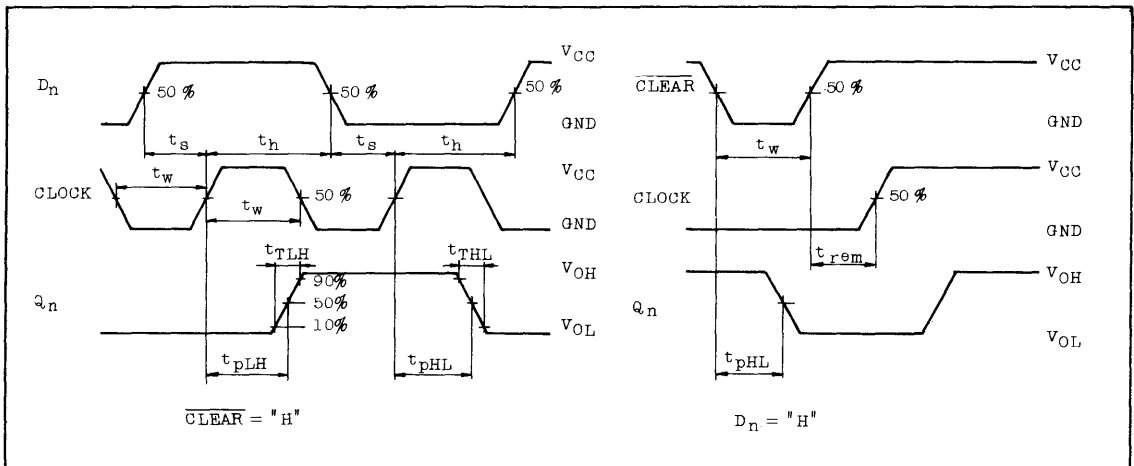 Dn
VCC
50%
50%
50%
GND
ts
th
ts
th
CLOCK
tw
tw
50%
VCC
GND
tTLH
tTHL
Qn
90%
50%
10%
VOH
VOL
tpLH
tpHL
CLEAR = "H"
CLEAR
50%
VCC
GND
tw
CLOCK
50%
VCC
GND
trem
Qn
VOH
VOL
tpHL
Dn = "H"